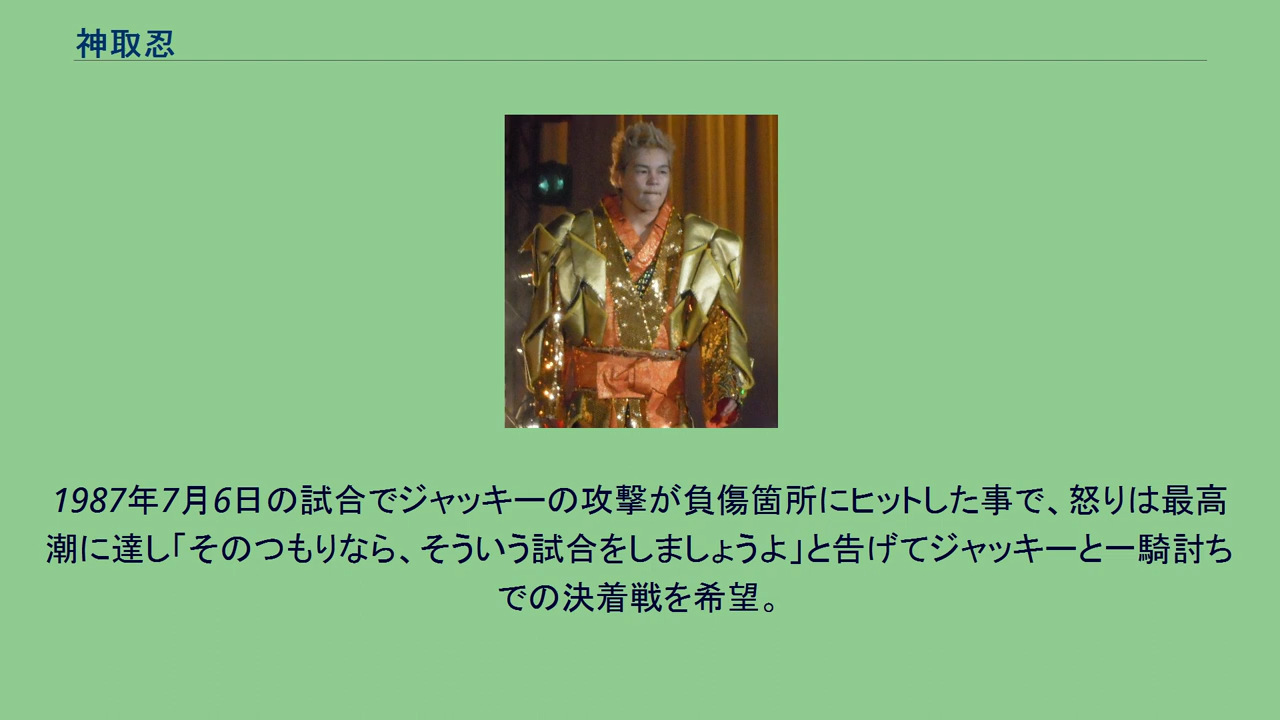 神取忍
1987年7月6日の試合でジャッキーの攻撃が負傷箇所にヒットした事で、怒りは最高
潮に達し「そのつもりなら、そういう試合をしましょうよ」と告げてジャッキーと一騎討ち
での決着戦を希望。